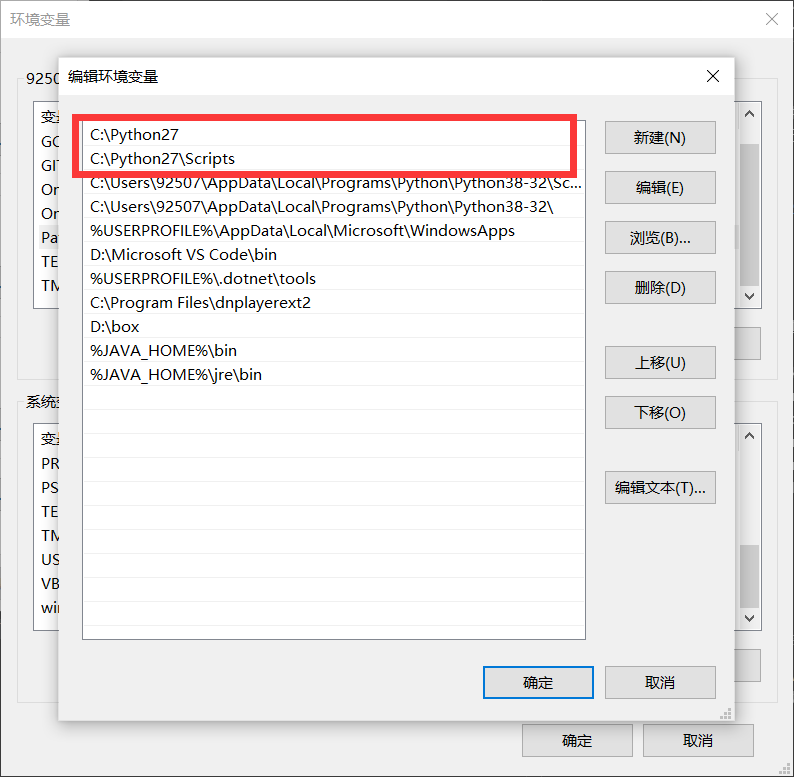 环境变量
9250
编辑环境变量
变
GO
GI
On
On
Pa
TE
TM
C:\Python27
C:\Python27\Scripts
C:\Users\92507\AppData\Local\Programs\Python\Python38-32\Sc...
C:\Users\92507\AppData\Local\Programs\Python\Python38-32\
%USERPROFILE%\AppData\Local\Microsoft\WindowsApps
D:\Microsoft VS Code\bin
%USERPROFILE%\.dotnet\tools
C:\Program Files\dnplayerext2
D:\box
%JAVA_HOME%\bin
%JAVA_HOME%\jre\bin
新建(N)
编辑(E)
浏览(B)...
删除(D)
上移(U)
下移(O)
编辑文本(T)...
系统
变
PR
PS
TE
TM
US
VB
wi
确定
取消
确定
取消